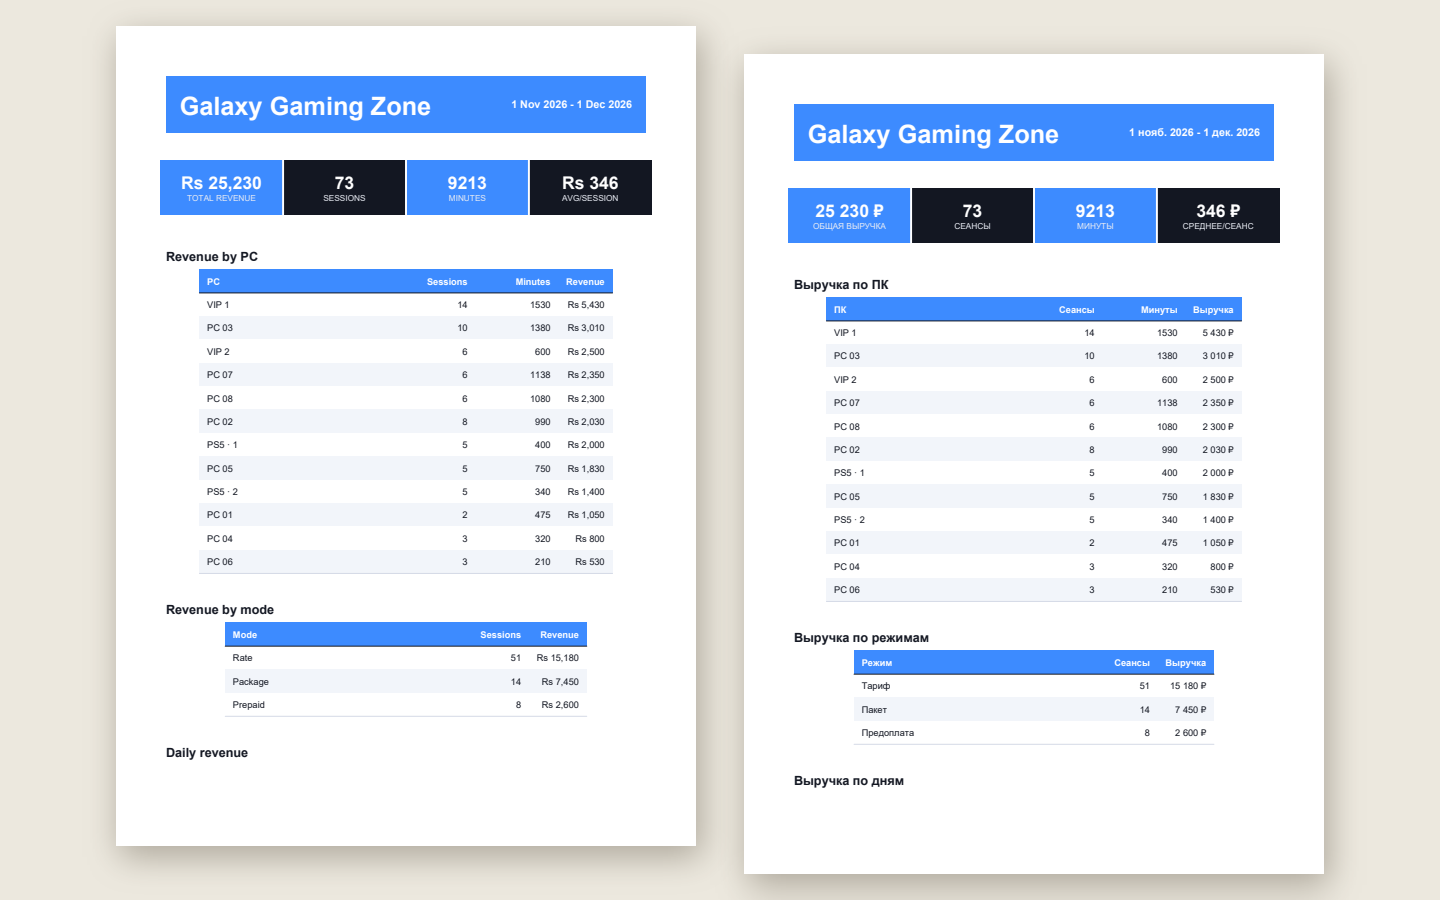 Galaxy Gaming Zone 1 Nov 2026 - 1 Dec 2026
Rs 25,230 73 9213 Rs 346
TOTAL REVENUE SESSIONS MINUTES AVG/SESSION
Revenue by PC
PC Sessions Minutes Revenue
VIP 1 14 1530 Rs 5,430
PC 03 10 1380 Rs 3,010
VIP 2 6 600 Rs 2,500
PC 07 6 1138 Rs 2,350
PC 08 6 1080 Rs 2,300
PC 02 8 990 Rs 2,030
PS5 · 1 5 400 Rs 2,000
PC 05 5 750 Rs 1,830
PS5 · 2 5 340 Rs 1,400
PC 01 2 475 Rs 1,050
PC 04 3 320 Rs 800
PC 06 3 210 Rs 530
Revenue by mode
Mode Sessions Revenue
Rate 51 Rs 15,180
Package 14 Rs 7,450
Prepaid 8 Rs 2,600
Daily revenue
Galaxy Gaming Zone 1 нояб. 2026 - 1 дек. 2026
25 230 ₽ 73 9213 346 ₽
ОБЩАЯ ВЫРУЧКА СЕАНСЫ МИНУТЫ СРЕДНЕЕ/СЕАНС
Выручка по ПК
ПК Сеансы Минуты Выручка
VIP 1 14 1530 5 430 ₽
PC 03 10 1380 3 010 ₽
VIP 2 6 600 2 500 ₽
PC 07 6 1138 2 350 ₽
PC 08 6 1080 2 300 ₽
PC 02 8 990 2 030 ₽
PS5 · 1 5 400 2 000 ₽
PC 05 5 750 1 830 ₽
PS5 · 2 5 340 1 400 ₽
PC 01 2 475 1 050 ₽
PC 04 3 320 800 ₽
PC 06 3 210 530 ₽
Выручка по режимам
Режим Сеансы Выручка
Тариф 51 15 180 ₽
Пакет 14 7 450 ₽
Предоплата 8 2 600 ₽
Выручка по дням